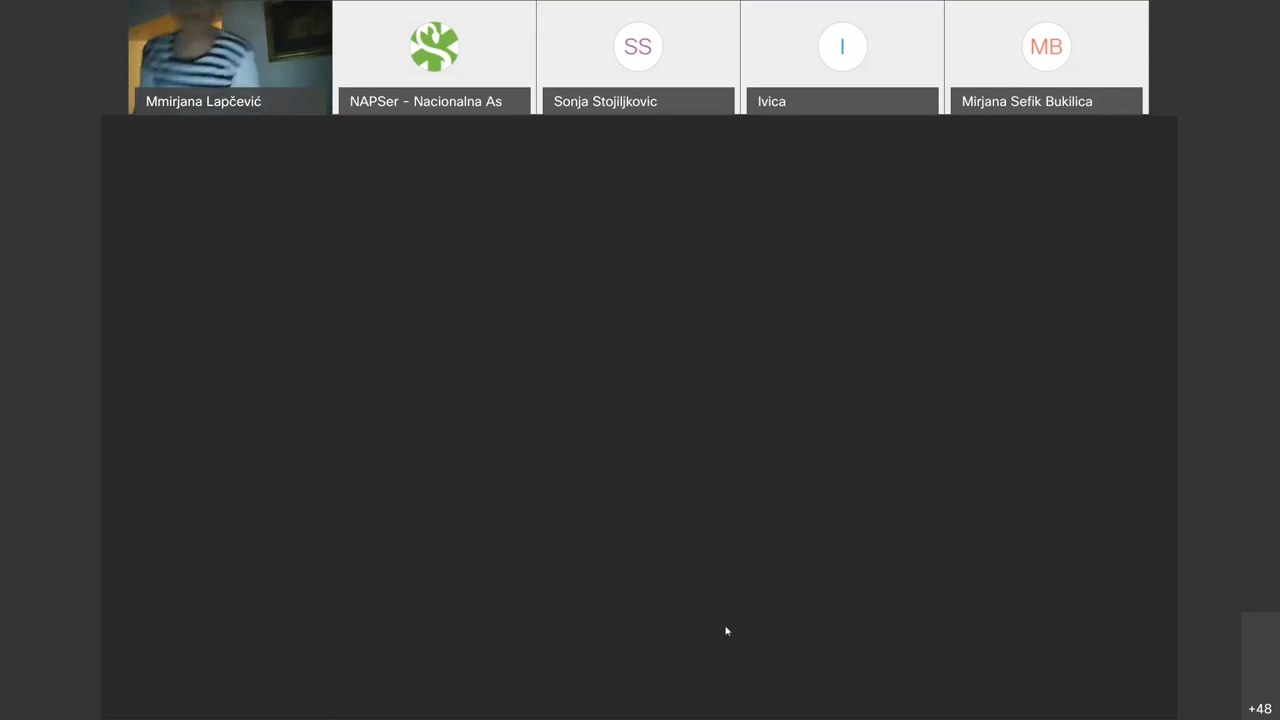 SS
I
MB
Mmirjana Lapčević
NAPSer - Nacionalna As
Sonja Stojiljkovic
Ivica
Mirjana Sefik Bukilica
+48